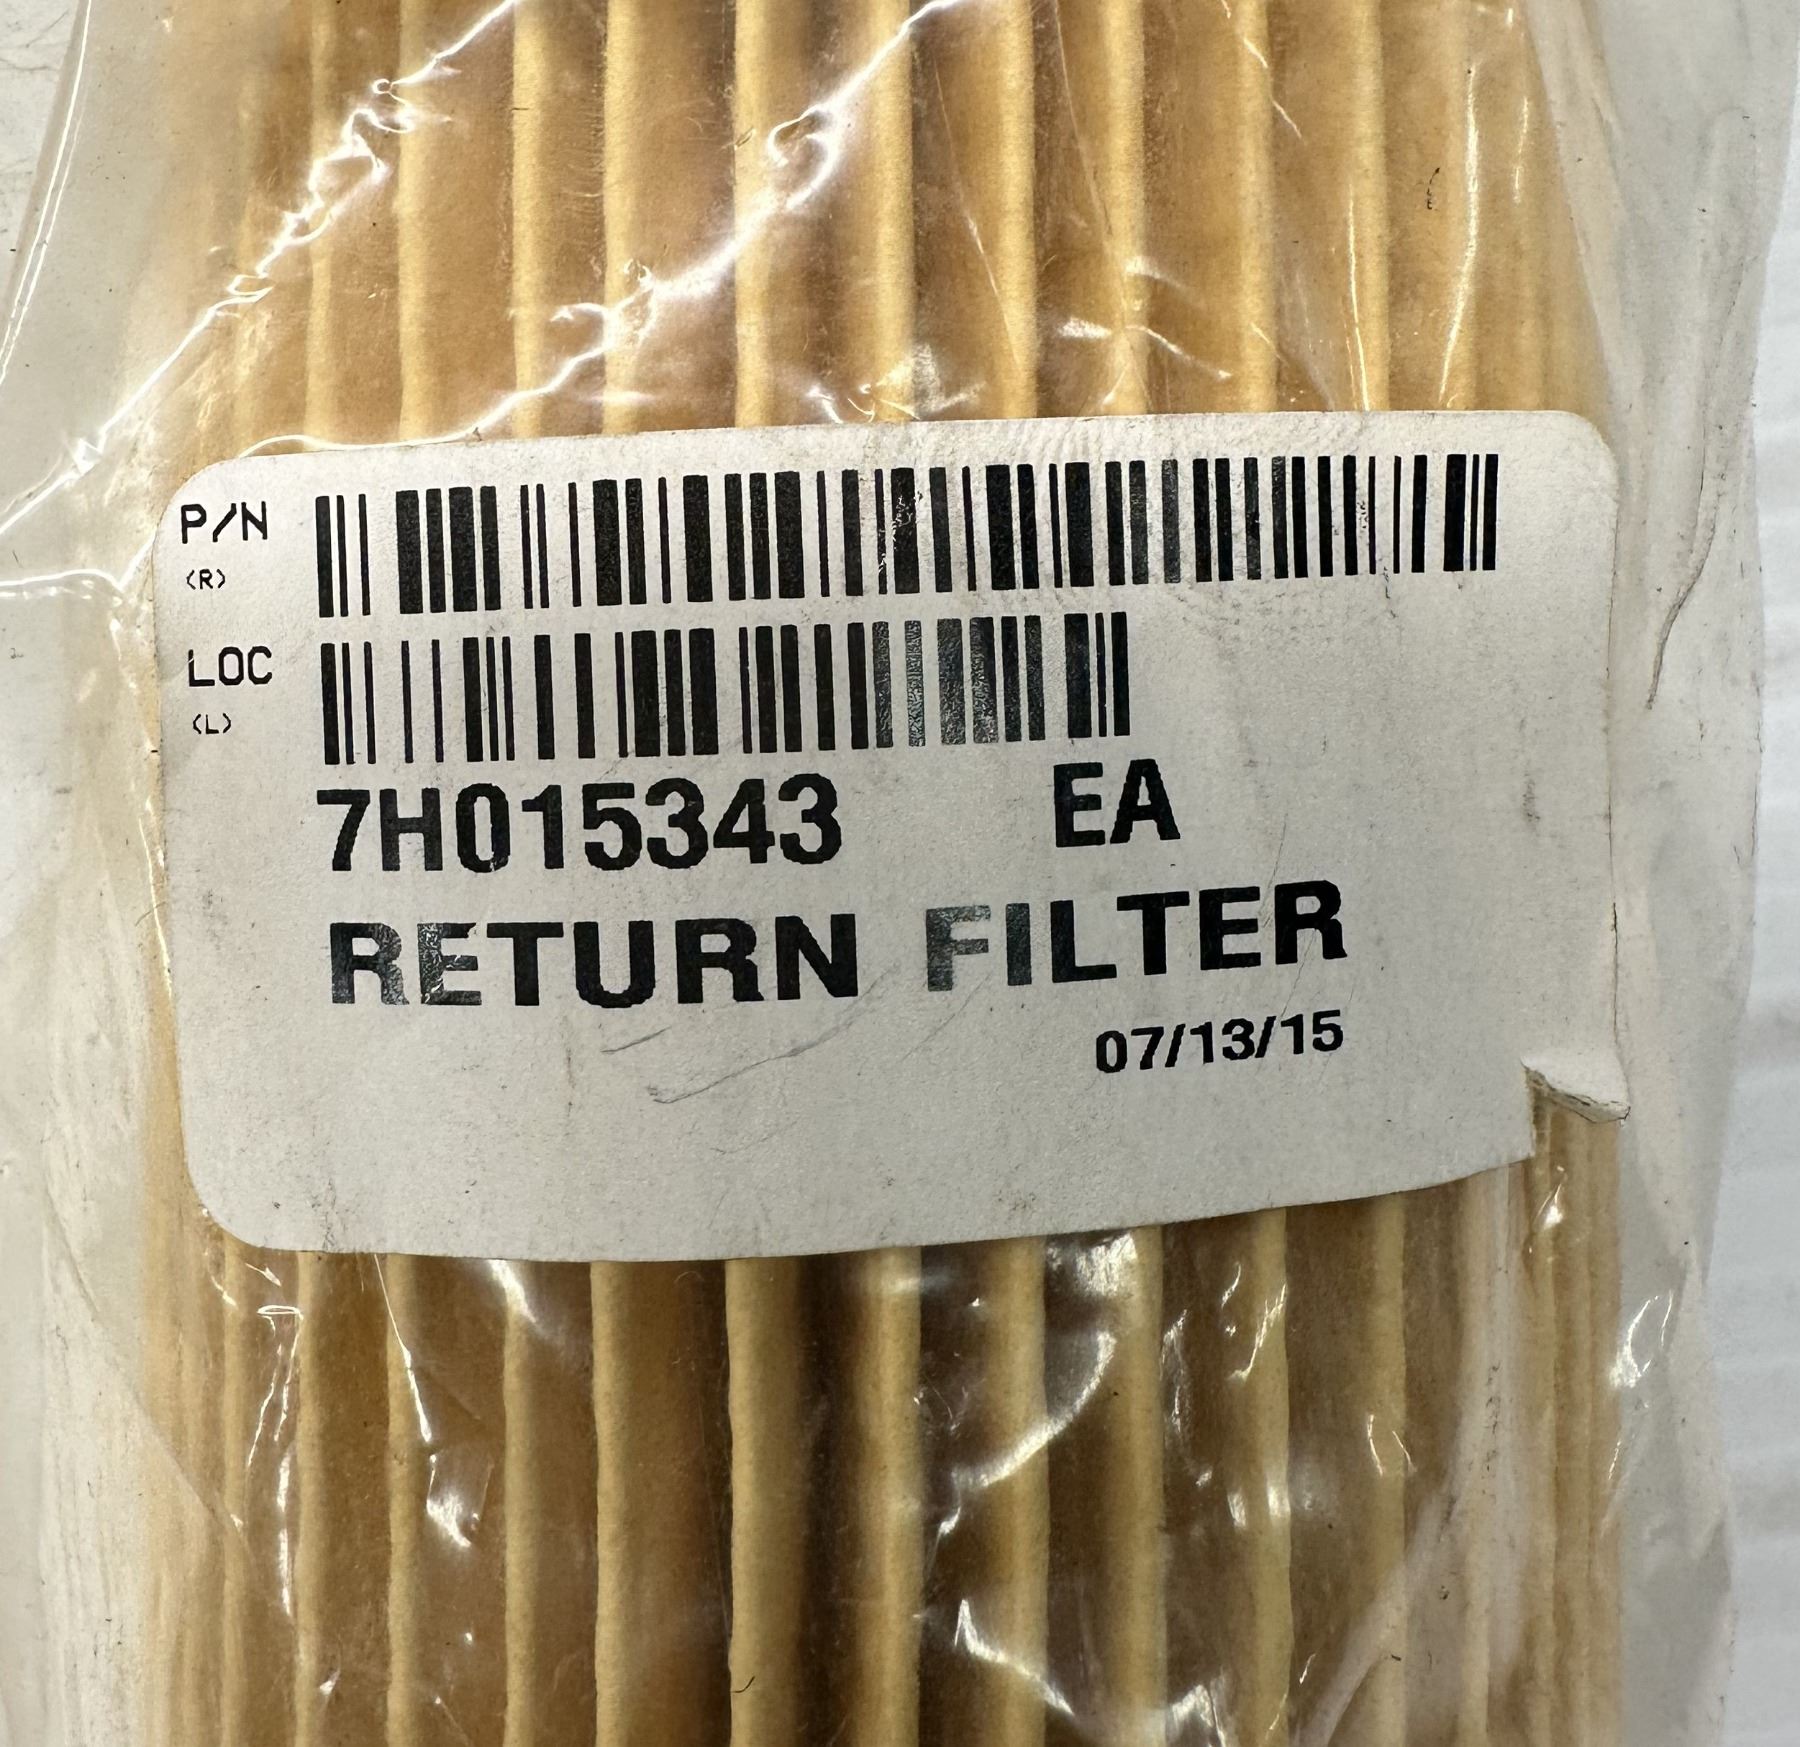 P/N
(R)
LOC
(L)
7H015343 EA
RETURN FILTER
07/13/15